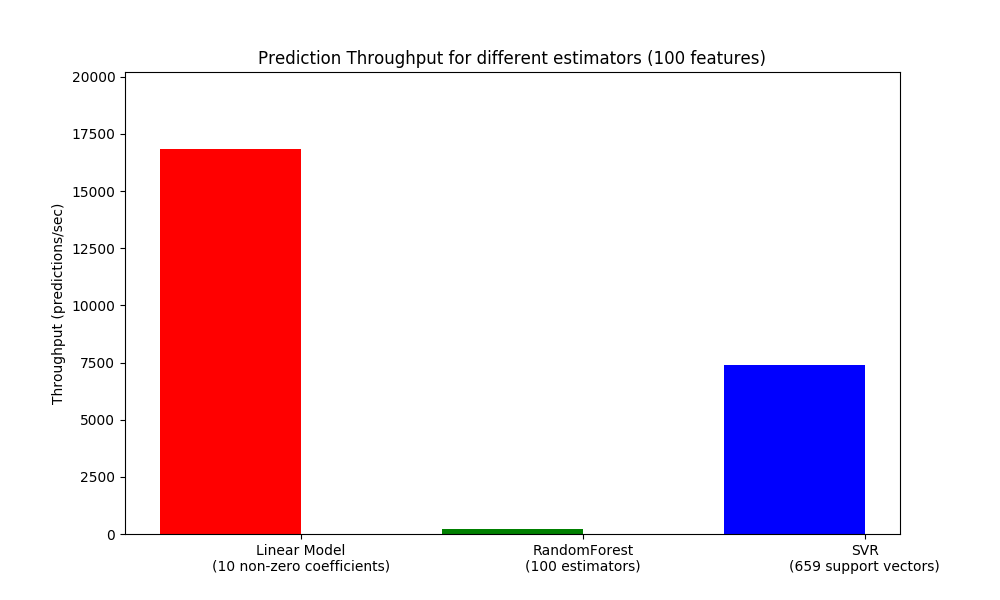 Prediction Throughput for different estimators (100 features)
Throughput (predictions/sec)
20000
17500
15000
12500
10000
7500
5000
2500
0
Linear Model
(10 non-zero coefficients)
RandomForest
(100 estimators)
SVR
(659 support vectors)